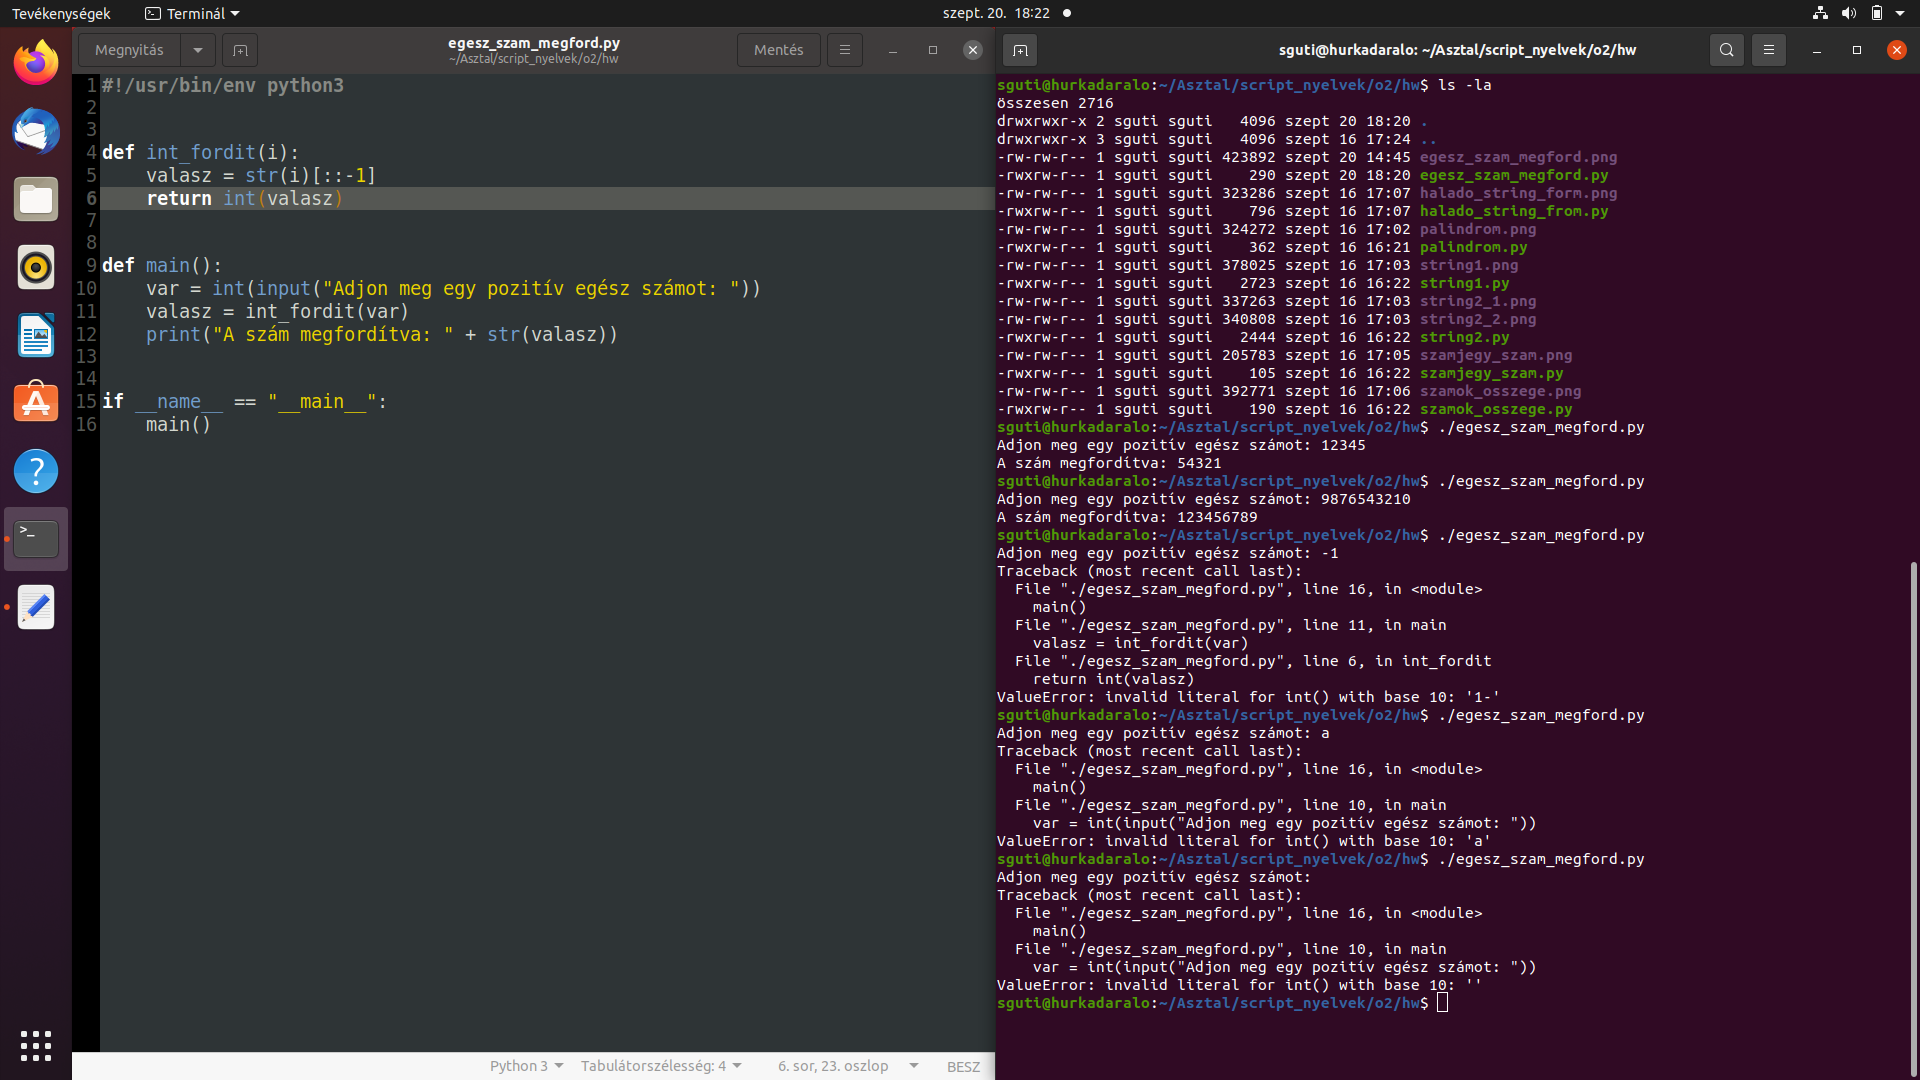 Tevékenységek
Terminál
szept. 20.  18:22
Megnyitás
egesz_szam_megford.py
~/Asztal/script_nyelvek/o2/hw
Mentés
1 #!/usr/bin/env python3
2
3
4 def int_fordit(i):
5     valasz = str(i)[::-1]
6     return int(valasz)
7
8
9 def main():
10     var = int(input("Adjon meg egy pozitív egész számot: "))
11     valasz = int_fordit(var)
12     print("A szám megfordítva: " + str(valasz))
13
14
15 if __name__ == "__main__":
16     main()
Python 3
Tabulátorszélesség: 4
6. sor, 23. oszlop
BESZ
sguti@hurkadaralo: ~/Asztal/script_nyelvek/o2/hw
sguti@hurkadaralo:~/Asztal/script_nyelvek/o2/hw$ ls -la
összesen 2716
drwxrwxr-x 2 sguti sguti   4096 szept 20 18:20 .
drwxrwxr-x 3 sguti sguti   4096 szept 16 17:24 ..
-rw-rw-r-- 1 sguti sguti 423892 szept 20 14:45 egesz_szam_megford.png
-rwxrw-r-- 1 sguti sguti    290 szept 20 18:20 egesz_szam_megford.py
-rw-rw-r-- 1 sguti sguti 323286 szept 16 17:07 halado_string_form.png
-rwxrw-r-- 1 sguti sguti    796 szept 16 17:07 halado_string_from.py
-rw-rw-r-- 1 sguti sguti 324272 szept 16 17:02 palindrom.png
-rwxrw-r-- 1 sguti sguti    362 szept 16 16:21 palindrom.py
-rw-rw-r-- 1 sguti sguti 378025 szept 16 17:03 string1.png
-rwxrw-r-- 1 sguti sguti   2723 szept 16 16:22 string1.py
-rw-rw-r-- 1 sguti sguti 337263 szept 16 17:03 string2_1.png
-rw-rw-r-- 1 sguti sguti 340808 szept 16 17:03 string2_2.png
-rwxrw-r-- 1 sguti sguti   2444 szept 16 16:22 string2.py
-rw-rw-r-- 1 sguti sguti 205783 szept 16 17:05 szamjegy_szam.png
-rwxrw-r-- 1 sguti sguti    105 szept 16 16:22 szamjegy_szam.py
-rw-rw-r-- 1 sguti sguti 392771 szept 16 17:06 szamok_osszege.png
-rwxrw-r-- 1 sguti sguti    190 szept 16 16:22 szamok_osszege.py
sguti@hurkadaralo:~/Asztal/script_nyelvek/o2/hw$ ./egesz_szam_megford.py
Adjon meg egy pozitív egész számot: 12345
A szám megfordítva: 54321
sguti@hurkadaralo:~/Asztal/script_nyelvek/o2/hw$ ./egesz_szam_megford.py
Adjon meg egy pozitív egész számot: 9876543210
A szám megfordítva: 123456789
sguti@hurkadaralo:~/Asztal/script_nyelvek/o2/hw$ ./egesz_szam_megford.py
Adjon meg egy pozitív egész számot: -1
Traceback (most recent call last):
  File "./egesz_szam_megford.py", line 16, in <module>
    main()
  File "./egesz_szam_megford.py", line 11, in main
    valasz = int_fordit(var)
  File "./egesz_szam_megford.py", line 6, in int_fordit
    return int(valasz)
ValueError: invalid literal for int() with base 10: '1-'
sguti@hurkadaralo:~/Asztal/script_nyelvek/o2/hw$ ./egesz_szam_megford.py
Adjon meg egy pozitív egész számot: a
Traceback (most recent call last):
  File "./egesz_szam_megford.py", line 16, in <module>
    main()
  File "./egesz_szam_megford.py", line 10, in main
    var = int(input("Adjon meg egy pozitív egész számot: "))
ValueError: invalid literal for int() with base 10: 'a'
sguti@hurkadaralo:~/Asztal/script_nyelvek/o2/hw$ ./egesz_szam_megford.py
Adjon meg egy pozitív egész számot:
Traceback (most recent call last):
  File "./egesz_szam_megford.py", line 16, in <module>
    main()
  File "./egesz_szam_megford.py", line 10, in main
    var = int(input("Adjon meg egy pozitív egész számot: "))
ValueError: invalid literal for int() with base 10: ''
sguti@hurkadaralo:~/Asztal/script_nyelvek/o2/hw$